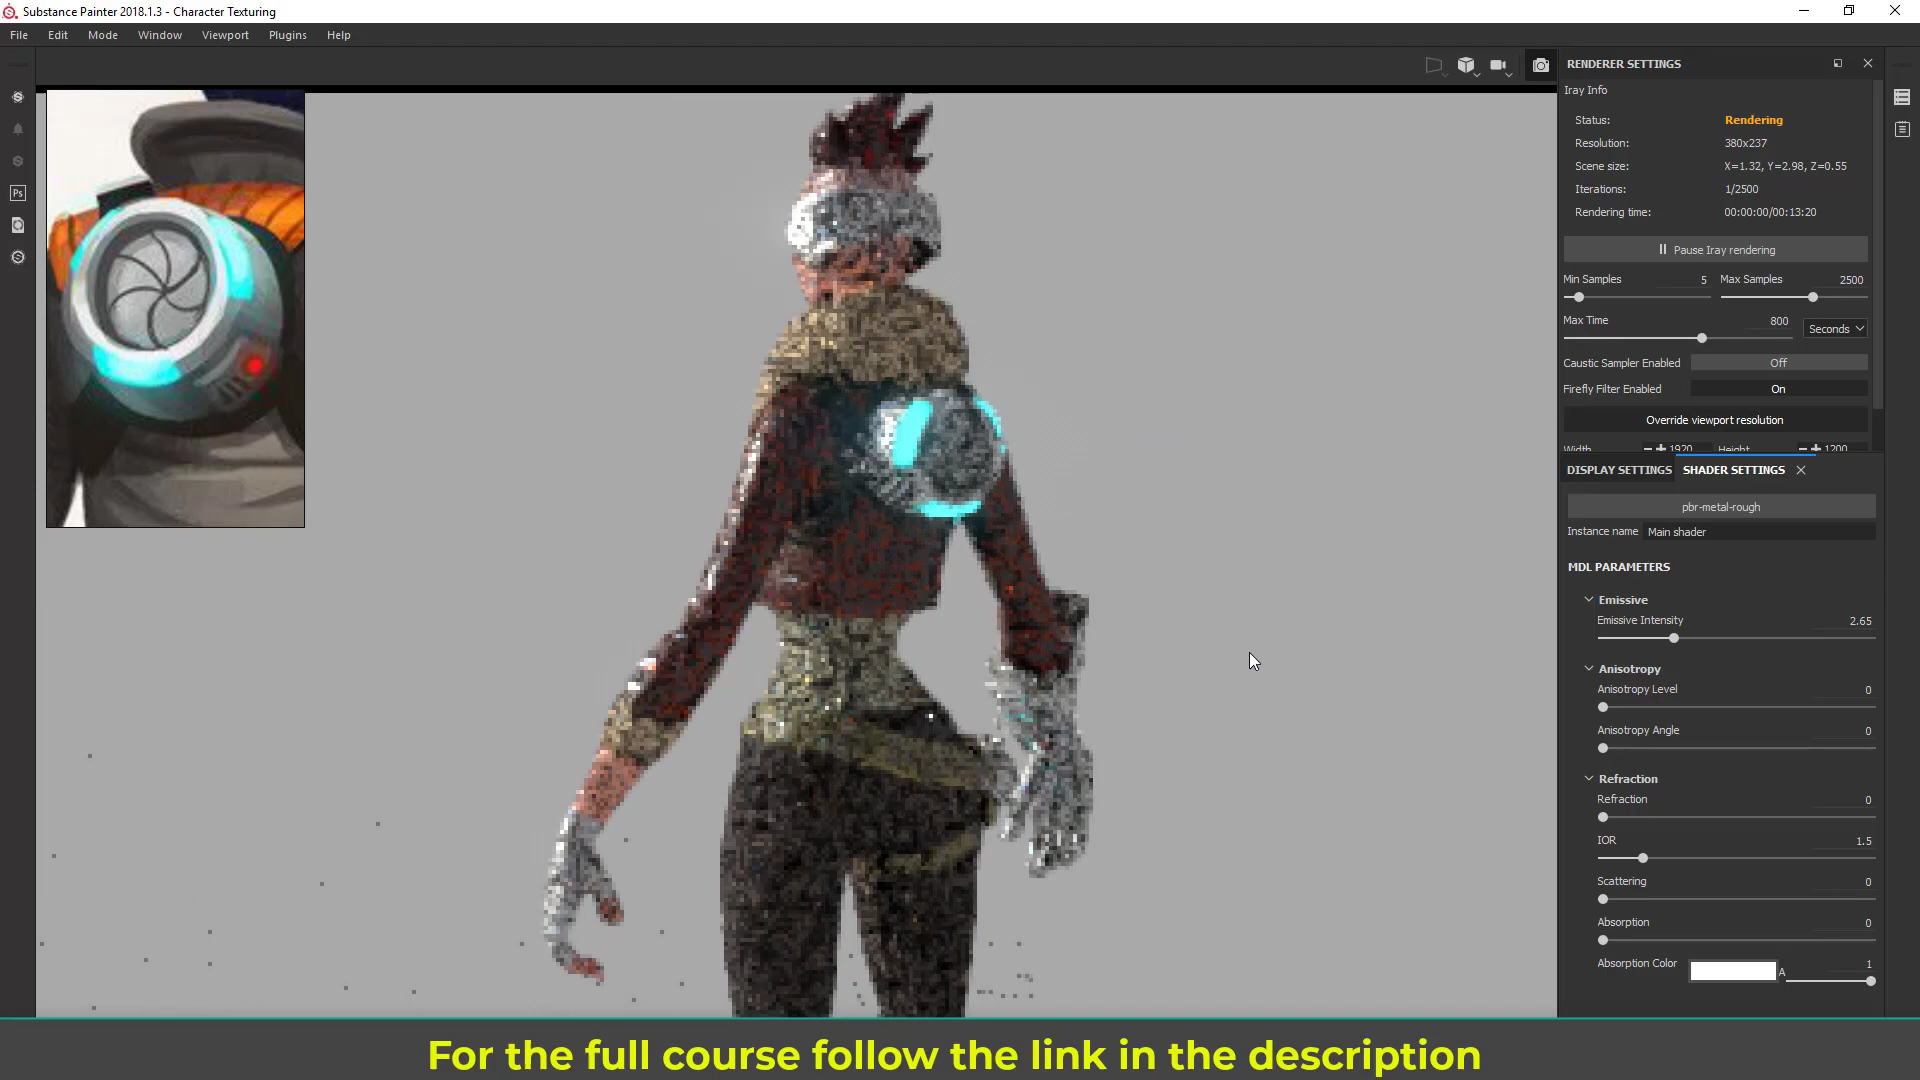 Substance Painter 2018.1.3 - Character Texturing
File Edit Mode Window Viewport Plugins Help
RENDERER SETTINGS
Iray Info
Status: Rendering
Resolution: 380x237
Scene size: X=1.32, Y=2.98, Z=0.55
Iterations: 1/2500
Rendering time: 00:00:00/00:13:20
Pause Iray rendering
Min Samples 5 Max Samples 2500
Max Time 800 Seconds
Caustic Sampler Enabled Off
Firefly Filter Enabled On
Override viewport resolution
Width 1920 Height 1200
DISPLAY SETTINGS SHADER SETTINGS
pbr-metal-rough
Instance name Main shader
MDL PARAMETERS
Emissive
Emissive Intensity 2.65
Anisotropy
Anisotropy Level 0
Anisotropy Angle 0
Refraction
Refraction 0
IOR 1.5
Scattering 0
Absorption 0
Absorption Color A 1
Ps
For the full course follow the link in the description